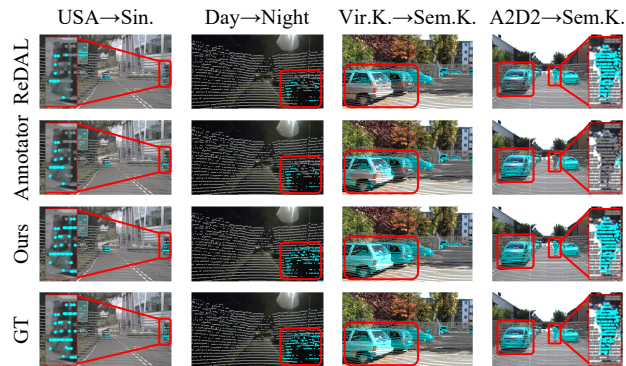 USA→Sin. Day→Night Vir.K.→Sem.K. A2D2→Sem.K.
ReDAL
Annotator
Ours
GT